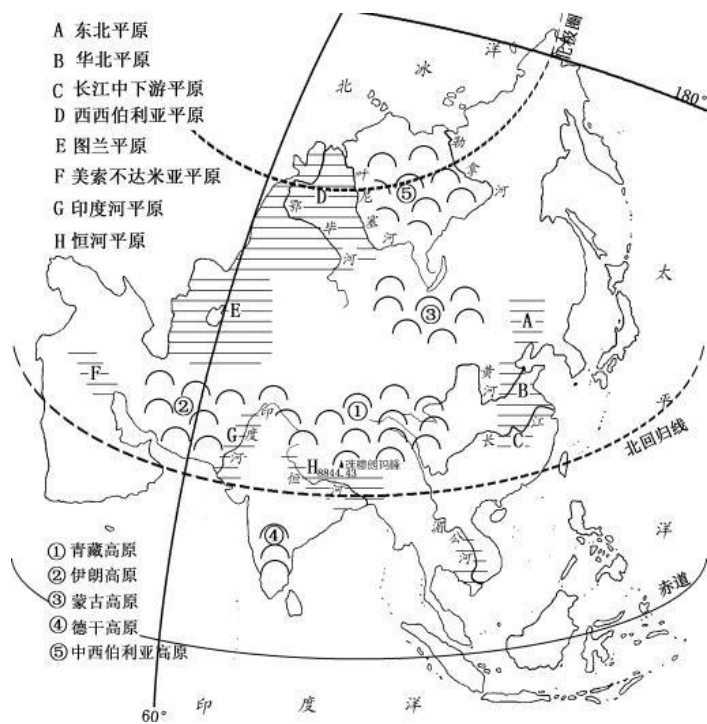 A 东北平原
B 华北平原
C 长江中下游平原
D 西西伯利亚平原
E 图兰平原
F 美索不达米亚平原
G 印度河平原
H 恒河平原
北冰洋
北极圈
180°
勒拿河
叶尼塞河
⑤
D
鄂毕河
太平洋
③
A
E
黄河
B
F
①
②
印度河
G
长江
C
北回归线
H
珠穆朗玛峰
8844.43
恒河
湄公河
④
赤道
① 青藏高原
② 伊朗高原
③ 蒙古高原
④ 德干高原
⑤ 中西伯利亚高原
60°
印度洋